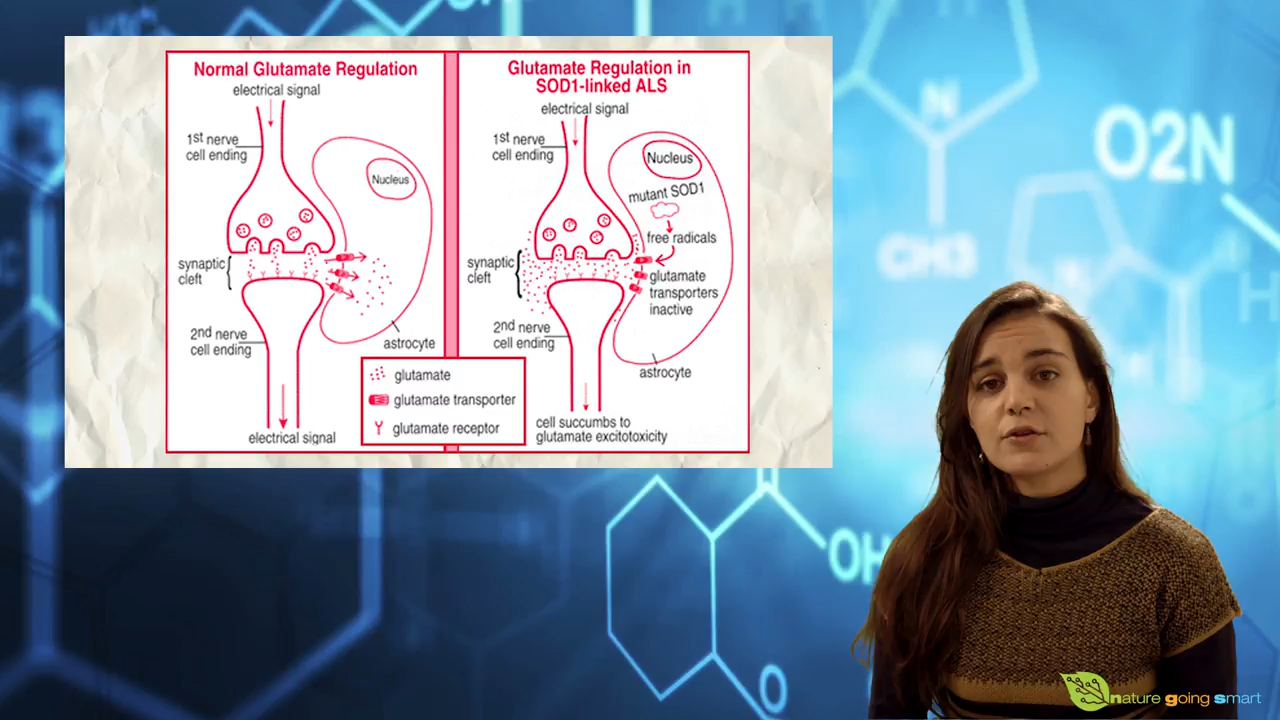 Normal Glutamate Regulation
electrical signal
1st nerve
cell ending
Nucleus
synaptic
cleft
2nd nerve
cell ending
astrocyte
electrical signal
Glutamate Regulation in
SOD1-linked ALS
electrical signal
1st nerve
cell ending
Nucleus
mutant SOD1
free radicals
synaptic
cleft
glutamate
transporters
inactive
2nd nerve
cell ending
astrocyte
cell succumbs to
glutamate excitotoxicity
glutamate
glutamate transporter
glutamate receptor
N
O2N
CH3
OH
O
nature going smart